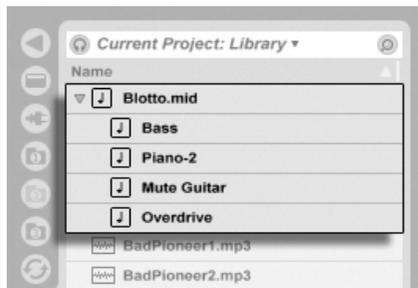 Current Project: Library
Name
Blotto.mid
Bass
Piano-2
Mute Guitar
Overdrive
BadPioneer1.mp3
BadPioneer2.mp3